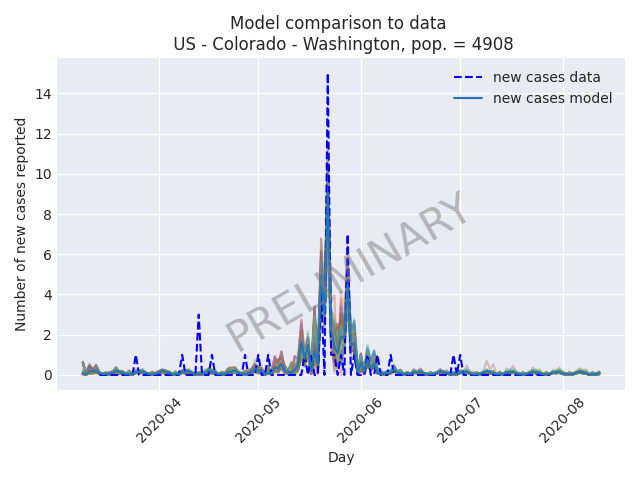 Model comparison to data
US - Colorado - Washington, pop. = 4908
new cases data
new cases model
PRELIMINARY
Number of new cases reported
14
12
10
8
6
4
2
0
2020-04
2020-05
2020-06
2020-07
2020-08
Day